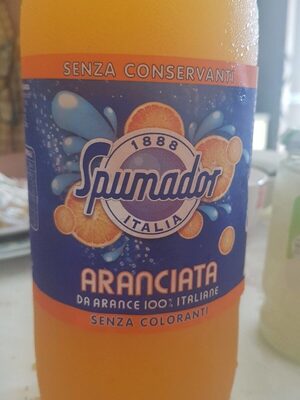 SENZA CONSERVANTI
1888
Spumador
ITALIA
ARANCIATA
DA ARANCE 100% ITALIANE
SENZA COLORANTI